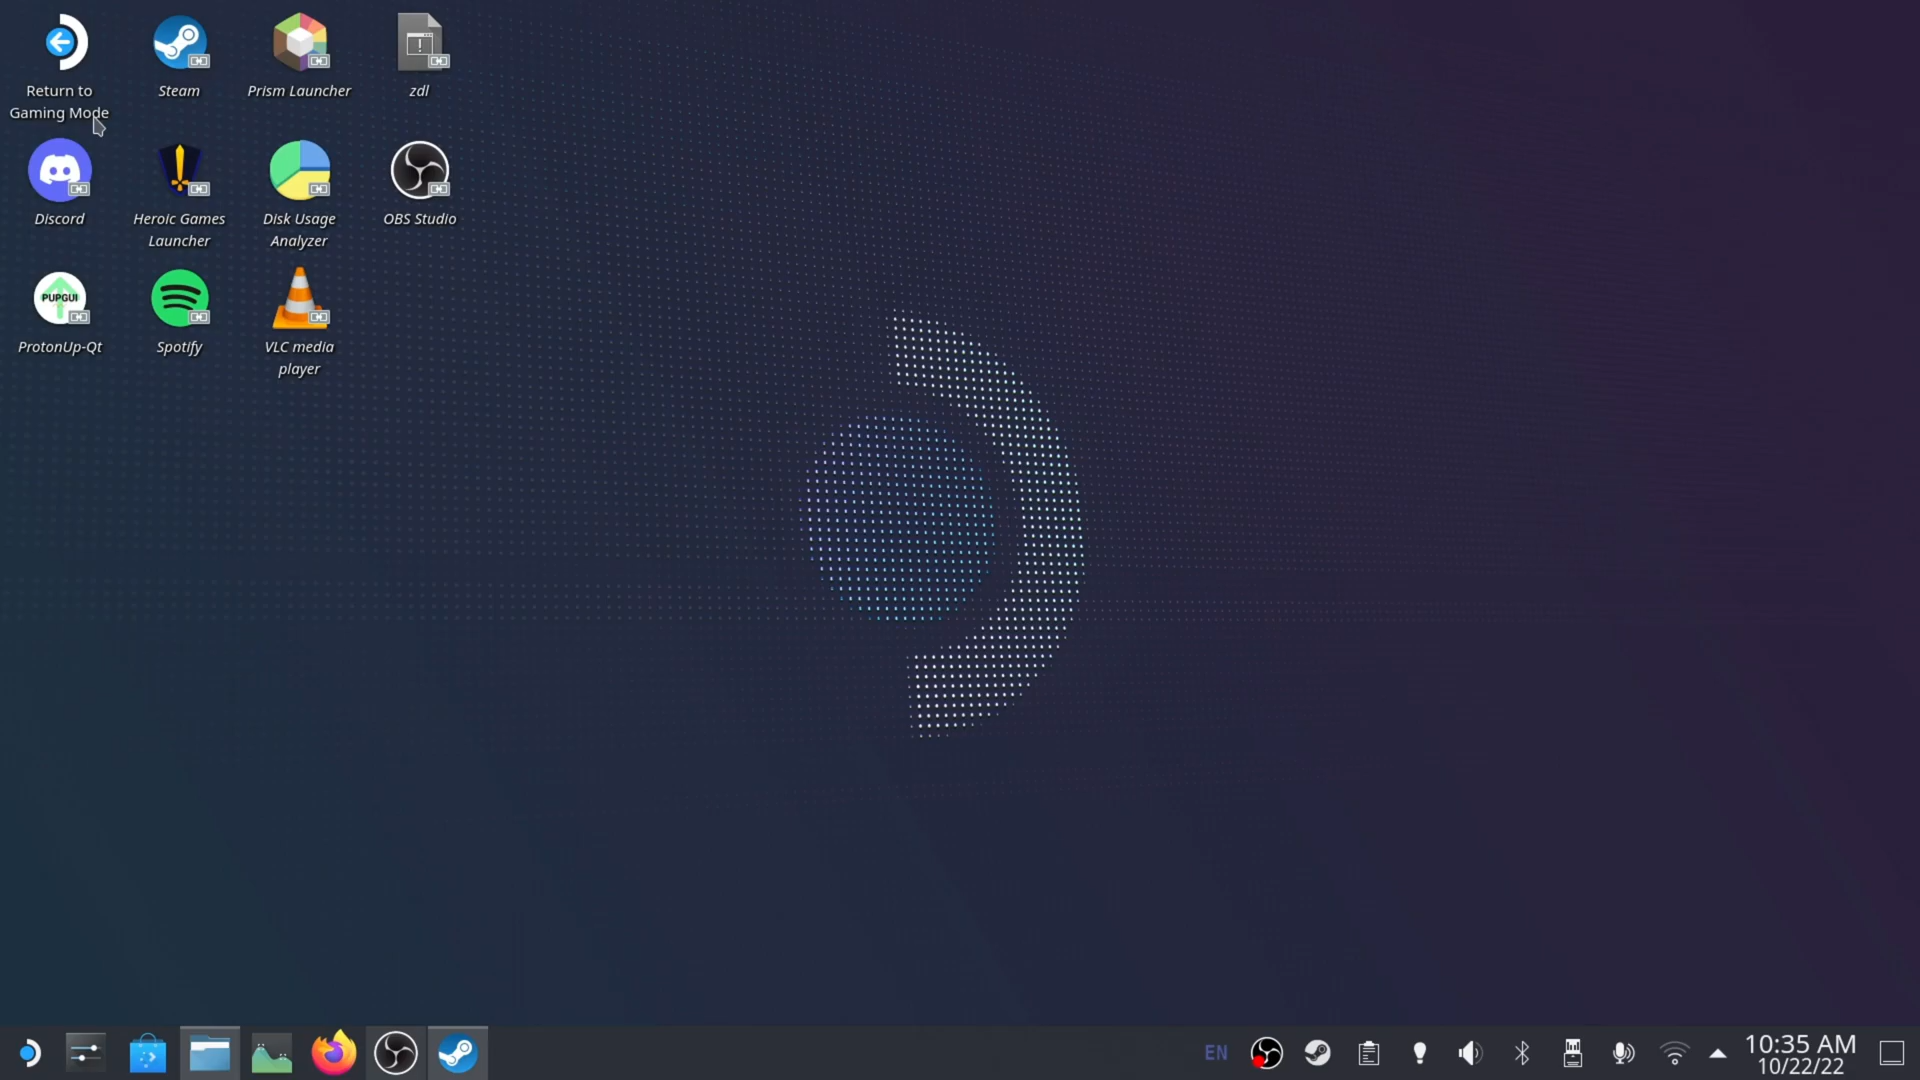 Return to
Gaming Mode
Steam
Prism Launcher
zdl
Discord
Heroic Games
Launcher
Disk Usage
Analyzer
OBS Studio
PUPGUI
ProtonUp-Qt
Spotify
VLC media
player
EN
10:35 AM
10/22/22